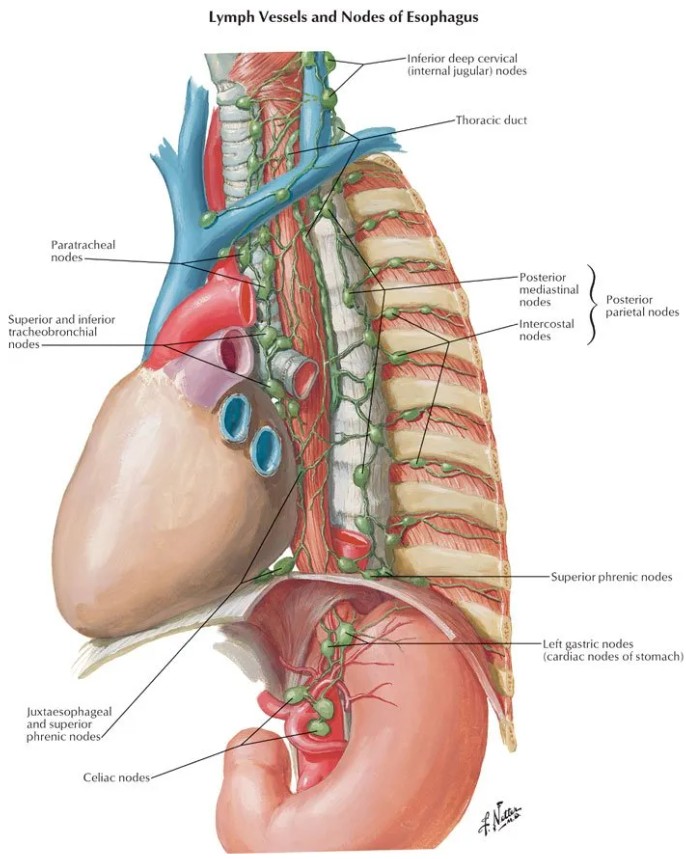 Lymph Vessels and Nodes of Esophagus
Inferior deep cervical
(internal jugular) nodes
Thoracic duct
Paratracheal
nodes
Superior and inferior
tracheobronchial
nodes
Posterior
mediastinal
nodes
Intercostal
nodes
Posterior
parietal nodes
Superior phrenic nodes
Left gastric nodes
(cardiac nodes of stomach)
Juxtaesophageal
and superior
phrenic nodes
Celiac nodes
F. Netter
M.D.